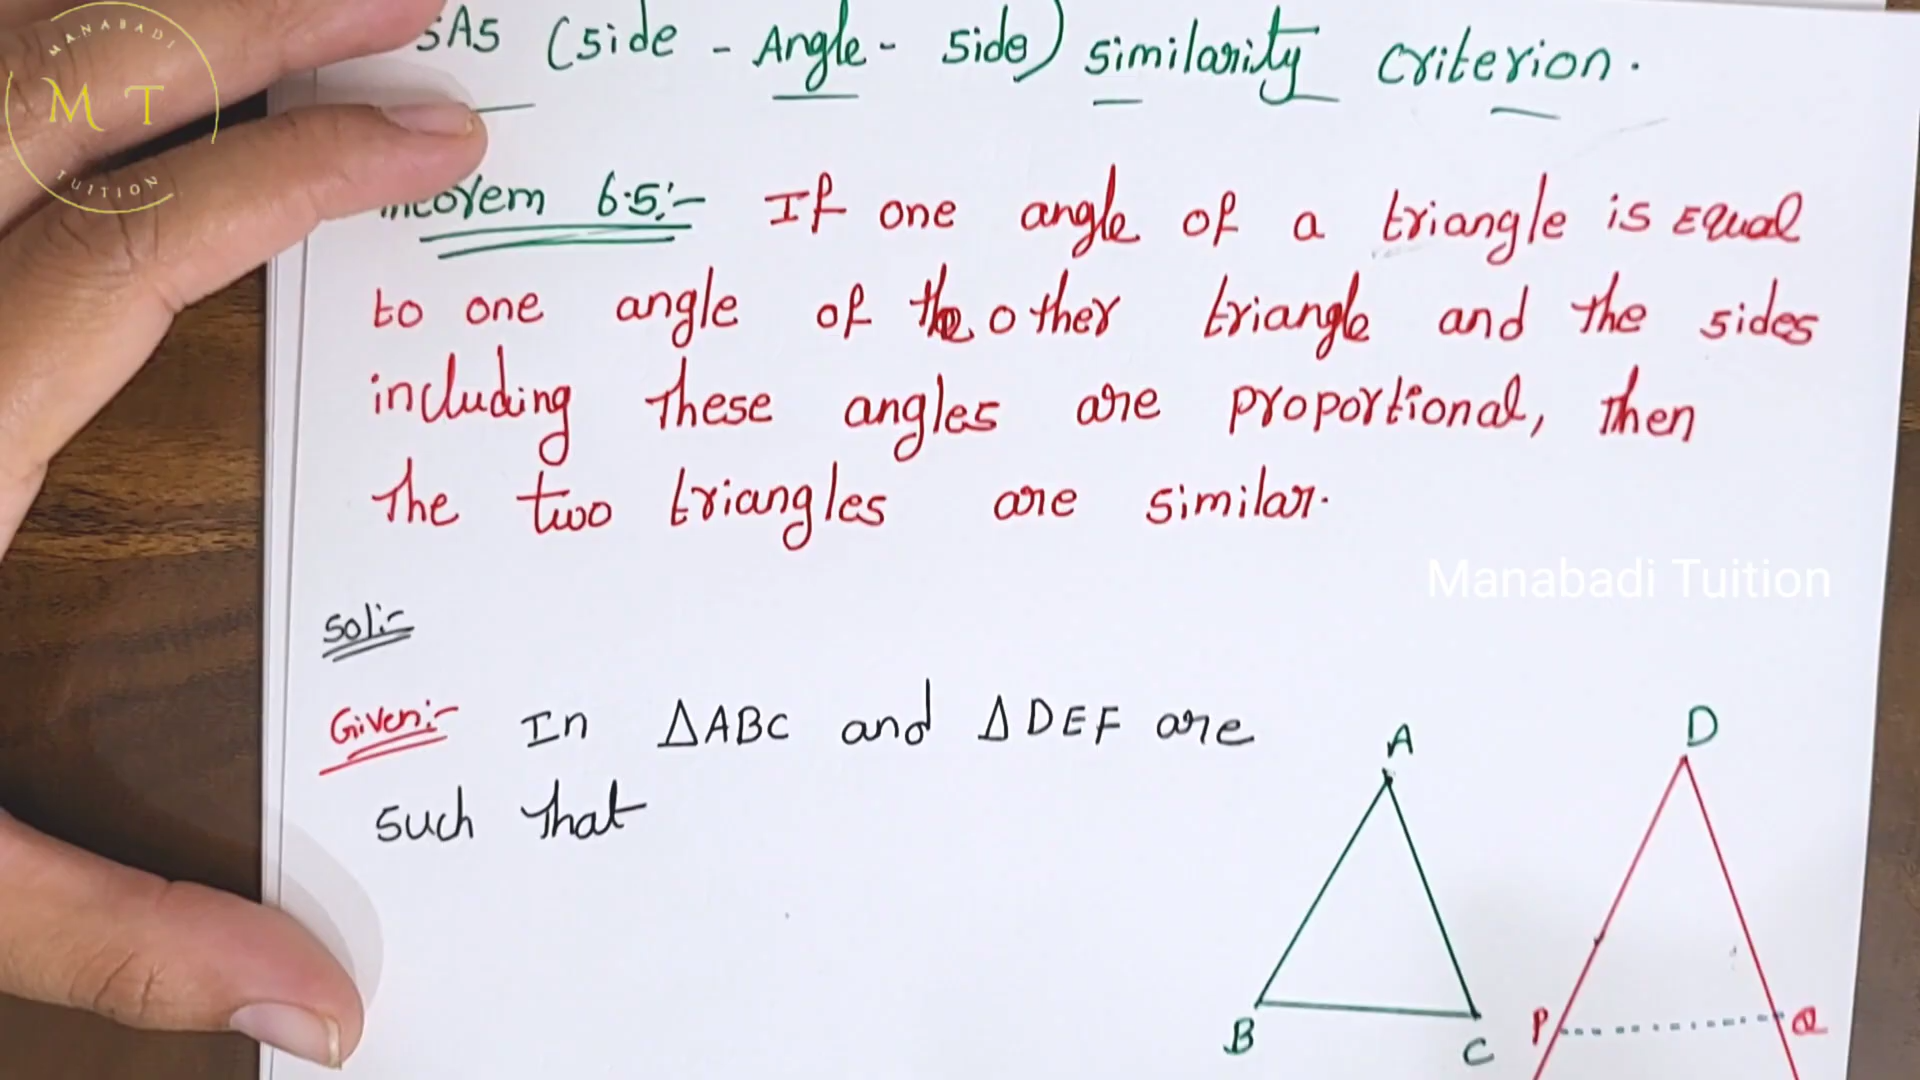 MANABADI
M T
TUITION
SAS (Side - Angle - Side) Similarity Criterion.
Theorem 6.5:- If one angle of a triangle is Equal
to one angle of the other triangle and the sides
including these angles are proportional, then
the two triangles are similar.
Manabadi Tuition
Sol:-
Given:- In ΔABC and ΔDEF are
such that
A
D
B
C
P
Q